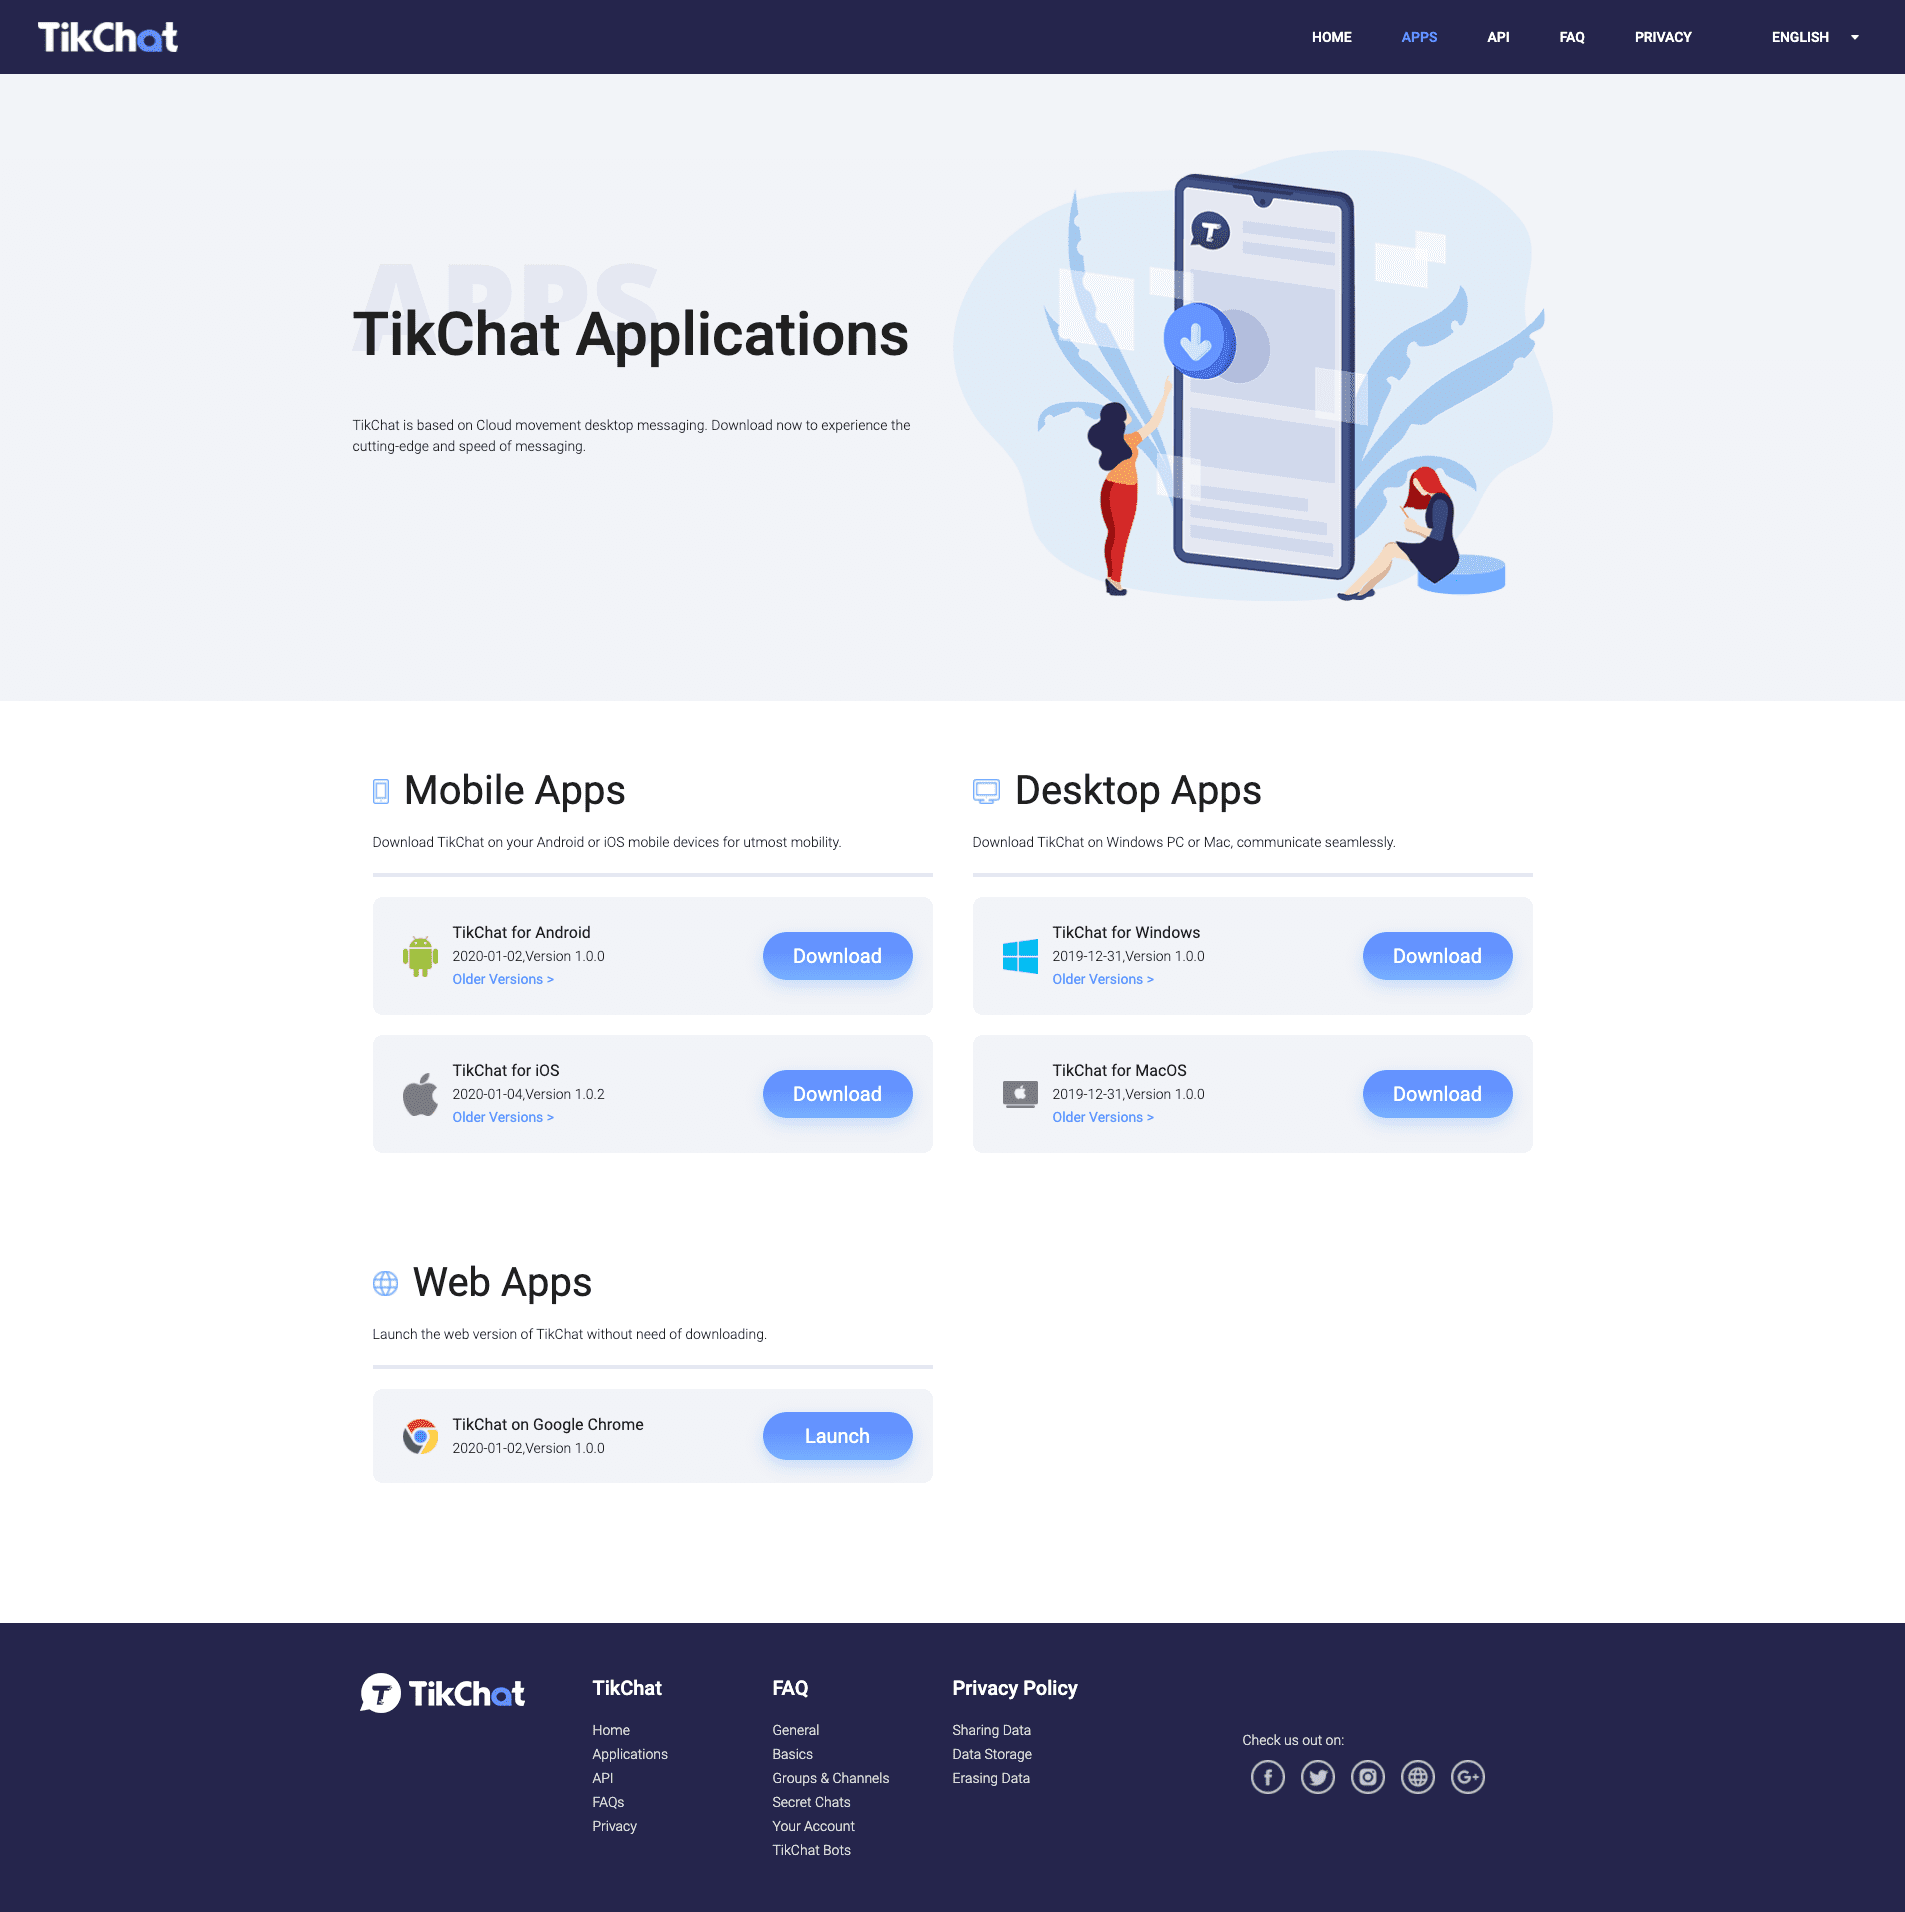 TikChat
HOME
APPS
API
FAQ
PRIVACY
ENGLISH
APPS
TikChat Applications
TikChat is based on Cloud movement desktop messaging. Download now to experience the
cutting-edge and speed of messaging.
T
Mobile Apps
Download TikChat on your Android or iOS mobile devices for utmost mobility.
TikChat for Android
2020-01-02,Version 1.0.0
Older Versions >
Download
TikChat for iOS
2020-01-04,Version 1.0.2
Older Versions >
Download
Desktop Apps
Download TikChat on Windows PC or Mac, communicate seamlessly.
TikChat for Windows
2019-12-31,Version 1.0.0
Older Versions >
Download
TikChat for MacOS
2019-12-31,Version 1.0.0
Older Versions >
Download
Web Apps
Launch the web version of TikChat without need of downloading.
TikChat on Google Chrome
2020-01-02,Version 1.0.0
Launch
T TikChat
TikChat
Home
Applications
API
FAQs
Privacy
FAQ
General
Basics
Groups & Channels
Secret Chats
Your Account
TikChat Bots
Privacy Policy
Sharing Data
Data Storage
Erasing Data
Check us out on:
f
G+